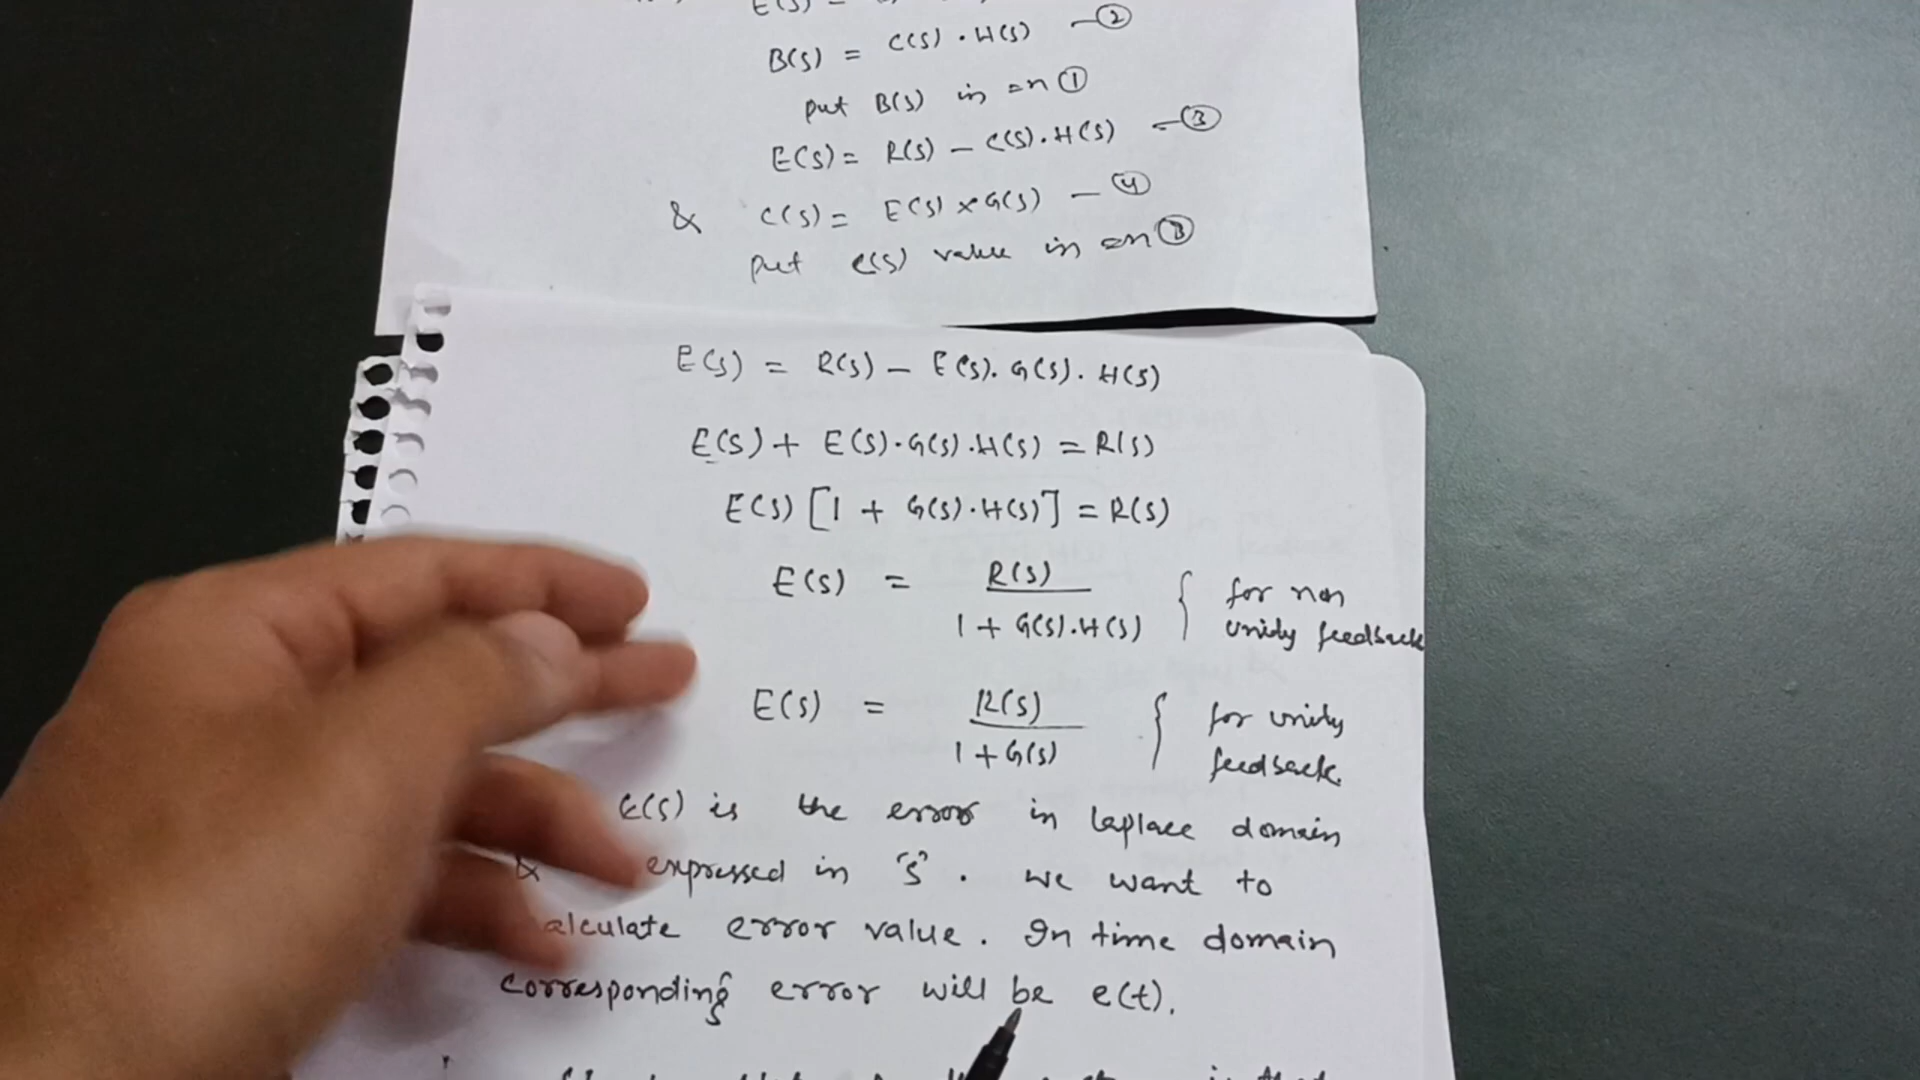 E(S) =
B(S) = C(S) . H(S) — ②
put B(S) in =n ①
E(S) = R(S) – C(S).H(S) — ③
& C(S) = E(S) × G(S) — ④
put C(S) value in =n ③
E(S) = R(S) – E(S). G(S). H(S)
E(S) + E(S).G(S).H(S) = R(S)
E(S) [1 + G(S).H(S)] = R(S)
E(S) = R(S) / 1 + G(S).H(S) { for non unity feedback
E(S) = R(S) / 1 + G(S) { for unity feedback.
E(S) is the error in laplace domain
& expressed in 'S'. we want to
alculate error value. In time domain
corresponding error will be e(t).